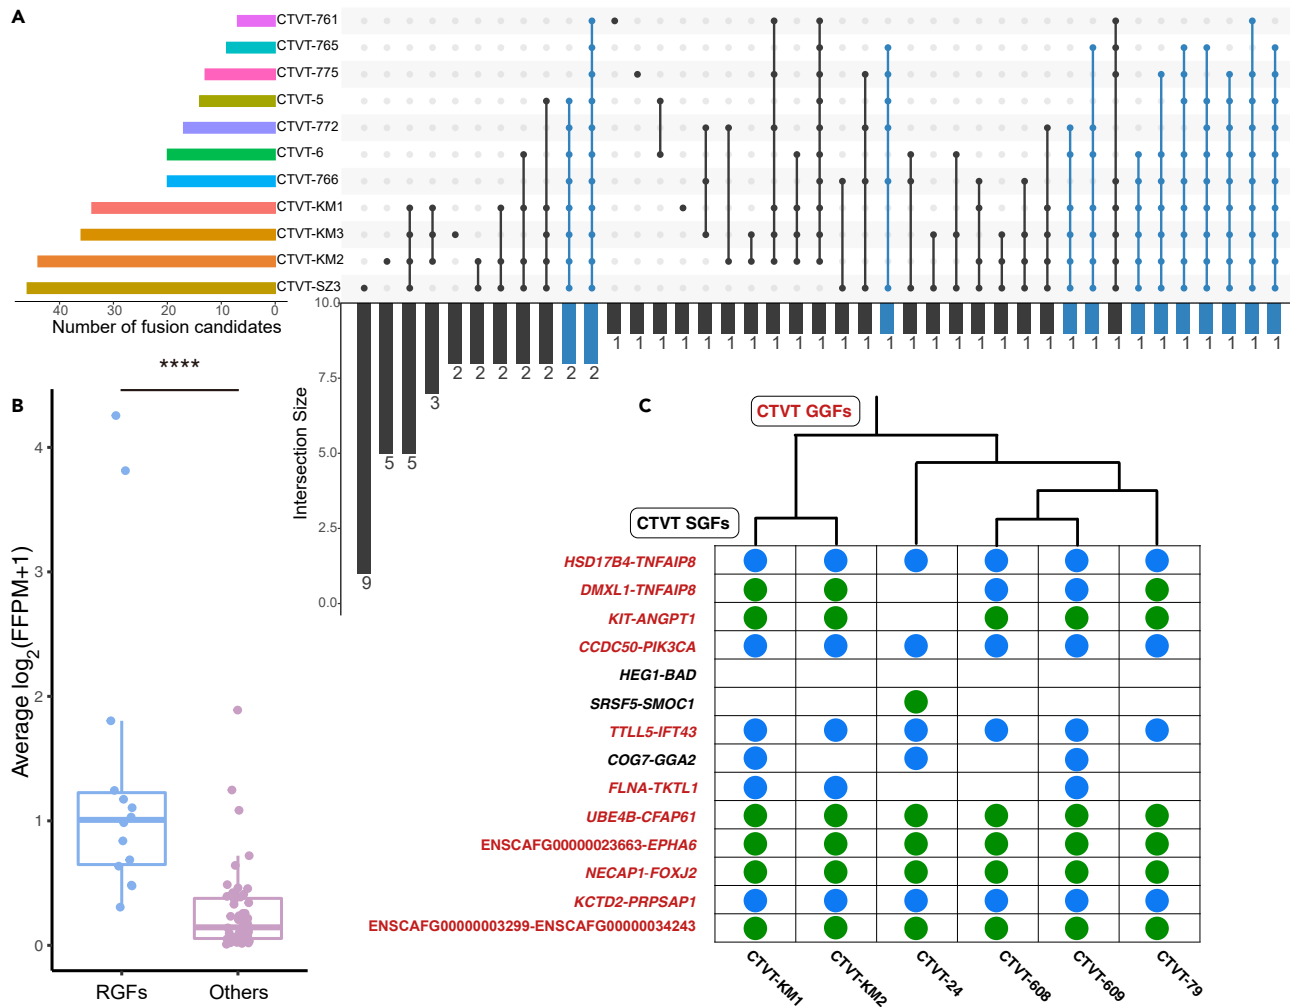 A
CTVT-761
CTVT-765
CTVT-775
CTVT-5
CTVT-772
CTVT-6
CTVT-766
CTVT-KM1
CTVT-KM3
CTVT-KM2
CTVT-SZ3
40 30 20 10 0
Number of fusion candidates
10.0
7.5
5.0
2.5
0.0
Intersection Size
9 5 5 3 2 2 2 2 2 2 2 1 1 1 1 1 1 1 1 1 1 1 1 1 1 1 1 1 1 1 1 1 1 1 1 1 1 1 1 1 1
B
****
4
3
2
1
0
Average log2(FFPM+1)
RGFs Others
C
CTVT GGFs
CTVT SGFs
HSD17B4-TNFAIP8
DMXL1-TNFAIP8
KIT-ANGPT1
CCDC50-PIK3CA
HEG1-BAD
SRSF5-SMOC1
TTLL5-IFT43
COG7-GGA2
FLNA-TKTL1
UBE4B-CFAP61
ENSCAFG00000023663-EPHA6
NECAP1-FOXJ2
KCTD2-PRPSAP1
ENSCAFG00000003299-ENSCAFG00000034243
CTVT-KM1
CTVT-KM2
CTVT-24
CTVT-608
CTVT-609
CTVT-79